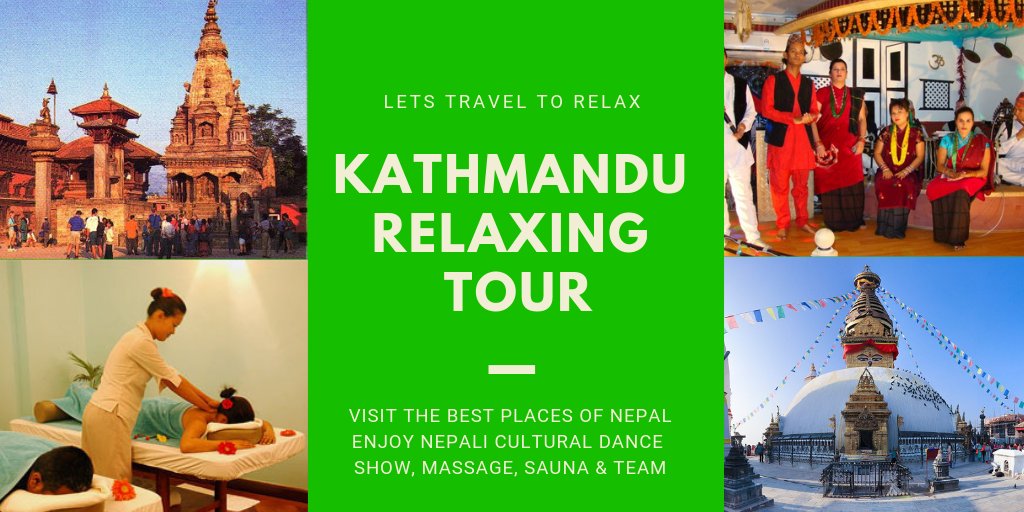 LETS TRAVEL TO RELAX
KATHMANDU
RELAXING
TOUR
VISIT THE BEST PLACES OF NEPAL
ENJOY NEPALI CULTURAL DANCE
SHOW, MASSAGE, SAUNA & TEAM
ॐ